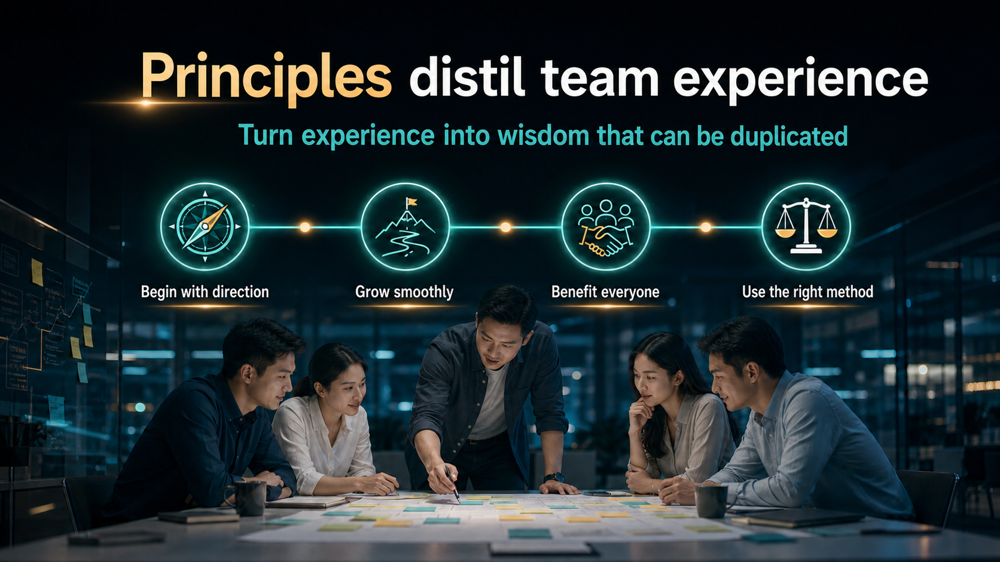 Principles distil team experience
Turn experience into wisdom that can be duplicated
Begin with direction
Grow smoothly
Benefit everyone
Use the right method